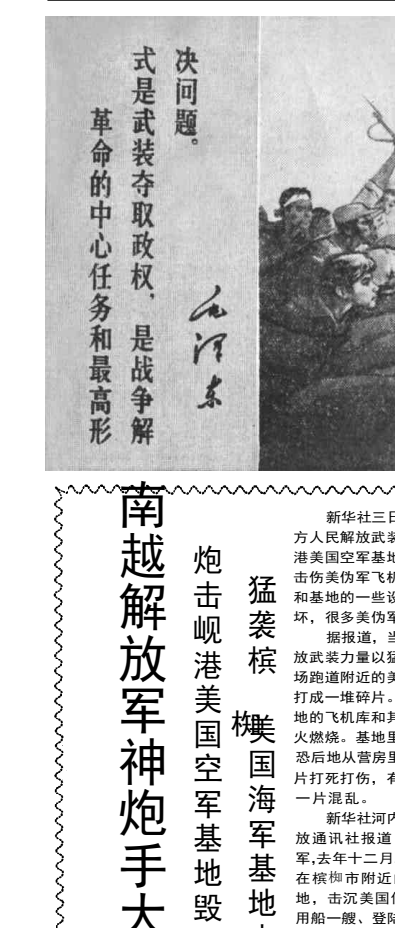 革命的中心任务和最高形
式是武装夺取政权，是战争解
决问题。
毛泽东
南越解放军神炮手大
炮击岘港美国空军基地毁
猛袭槟椥美国海军基地
新华社三日
方人民解放武装
港美国空军基地
击伤美伪军飞机
和基地的一些设
坏，很多美伪军
据报道，当
放武装力量以猛
场跑道附近的美
打成一堆碎片。
地的飞机库和其
火燃烧。基地里
恐后地从营房里
片打死打伤，有
一片混乱。
新华社河内
放通讯社报道
军,去年十二月
在槟椥市附近
地，击沉美国
用船一艘、登陆